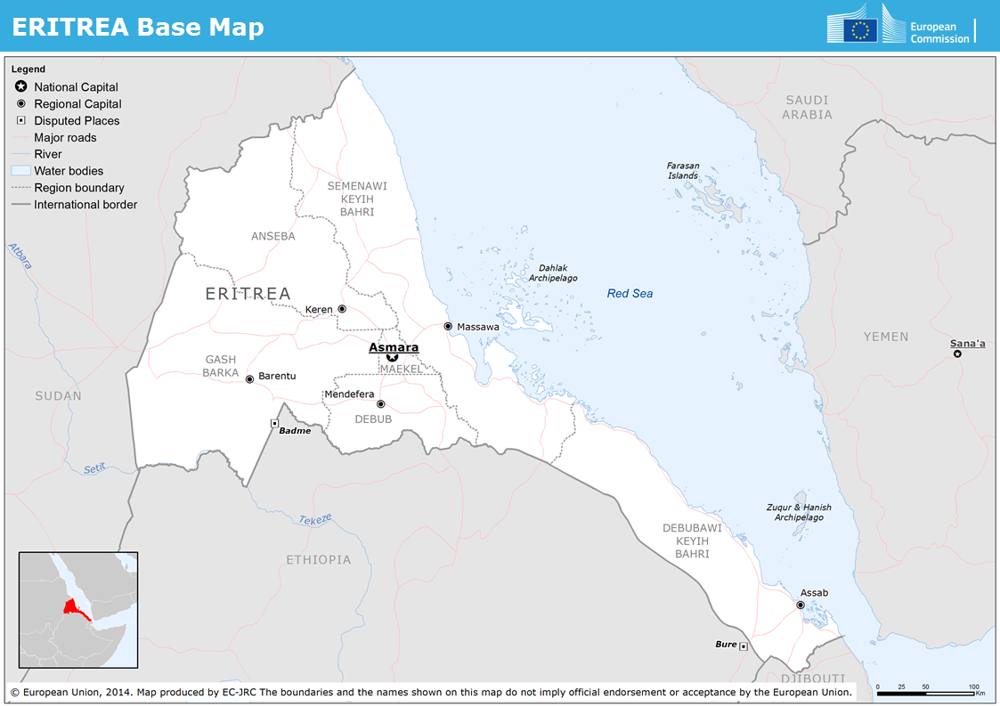 ERITREA Base Map
European
Commission
Legend
National Capital
Regional Capital
Disputed Places
Major roads
River
Water bodies
Region boundary
International border
SAUDI
ARABIA
Farasan
Islands
SEMENAWI
KEYIH
BAHRI
ANSEBA
Atbara
Dahlak
Archipelago
ERITREA
Red Sea
Keren
Massawa
YEMEN
Sana'a
Asmara
GASH
BARKA
MAEKEL
Barentu
SUDAN
Mendefera
DEBUB
Badme
Setit
Zuqur & Hanish
Archipelago
Tekeze
DEBUBAWI
KEYIH
BAHRI
ETHIOPIA
Assab
Bure
DJIBOUTI
© European Union, 2014. Map produced by EC-JRC The boundaries and the names shown on this map do not imply official endorsement or acceptance by the European Union.
0 25 50 100
Km